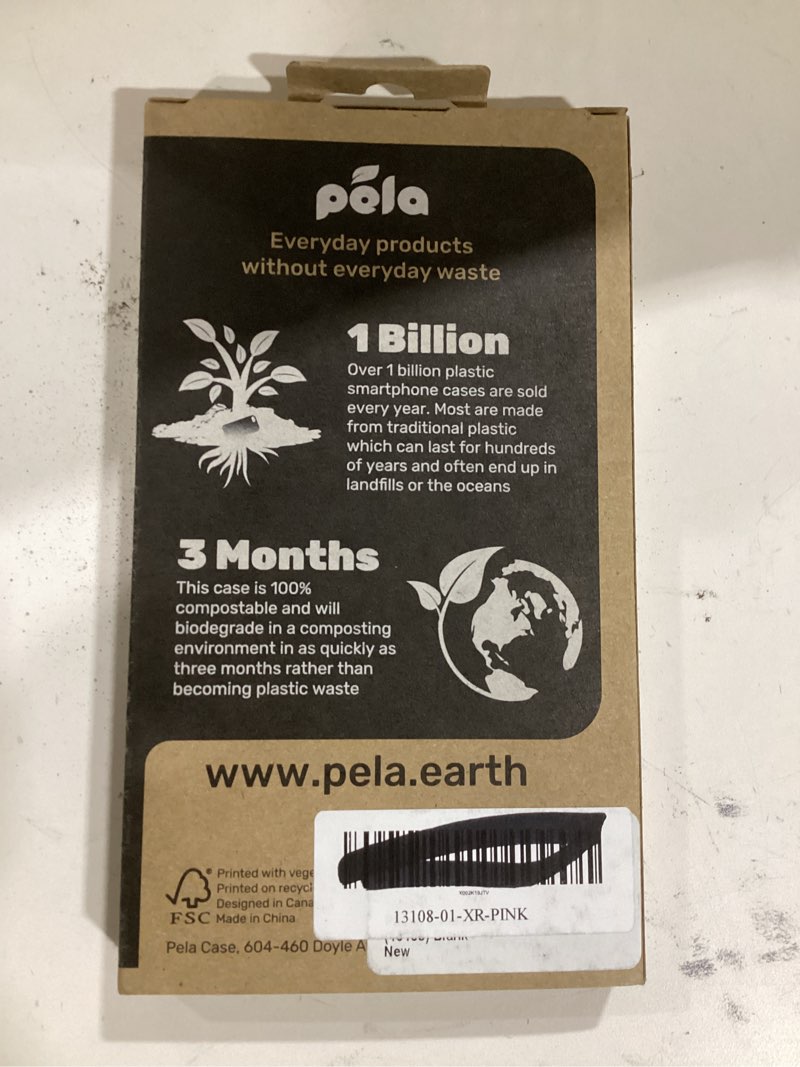 pela
Everyday products
without everyday waste
1 Billion
Over 1 billion plastic
smartphone cases are sold
every year. Most are made
from traditional plastic
which can last for hundreds
of years and often end up in
landfills or the oceans
3 Months
This case is 100%
compostable and will
biodegrade in a composting
environment in as quickly as
three months rather than
becoming plastic waste
www.pela.earth
Printed with vege
Printed on recycl
Designed in Cana
Made in China
FSC
Pela Case, 604-460 Doyle A
13108-01-XR-PINK
New